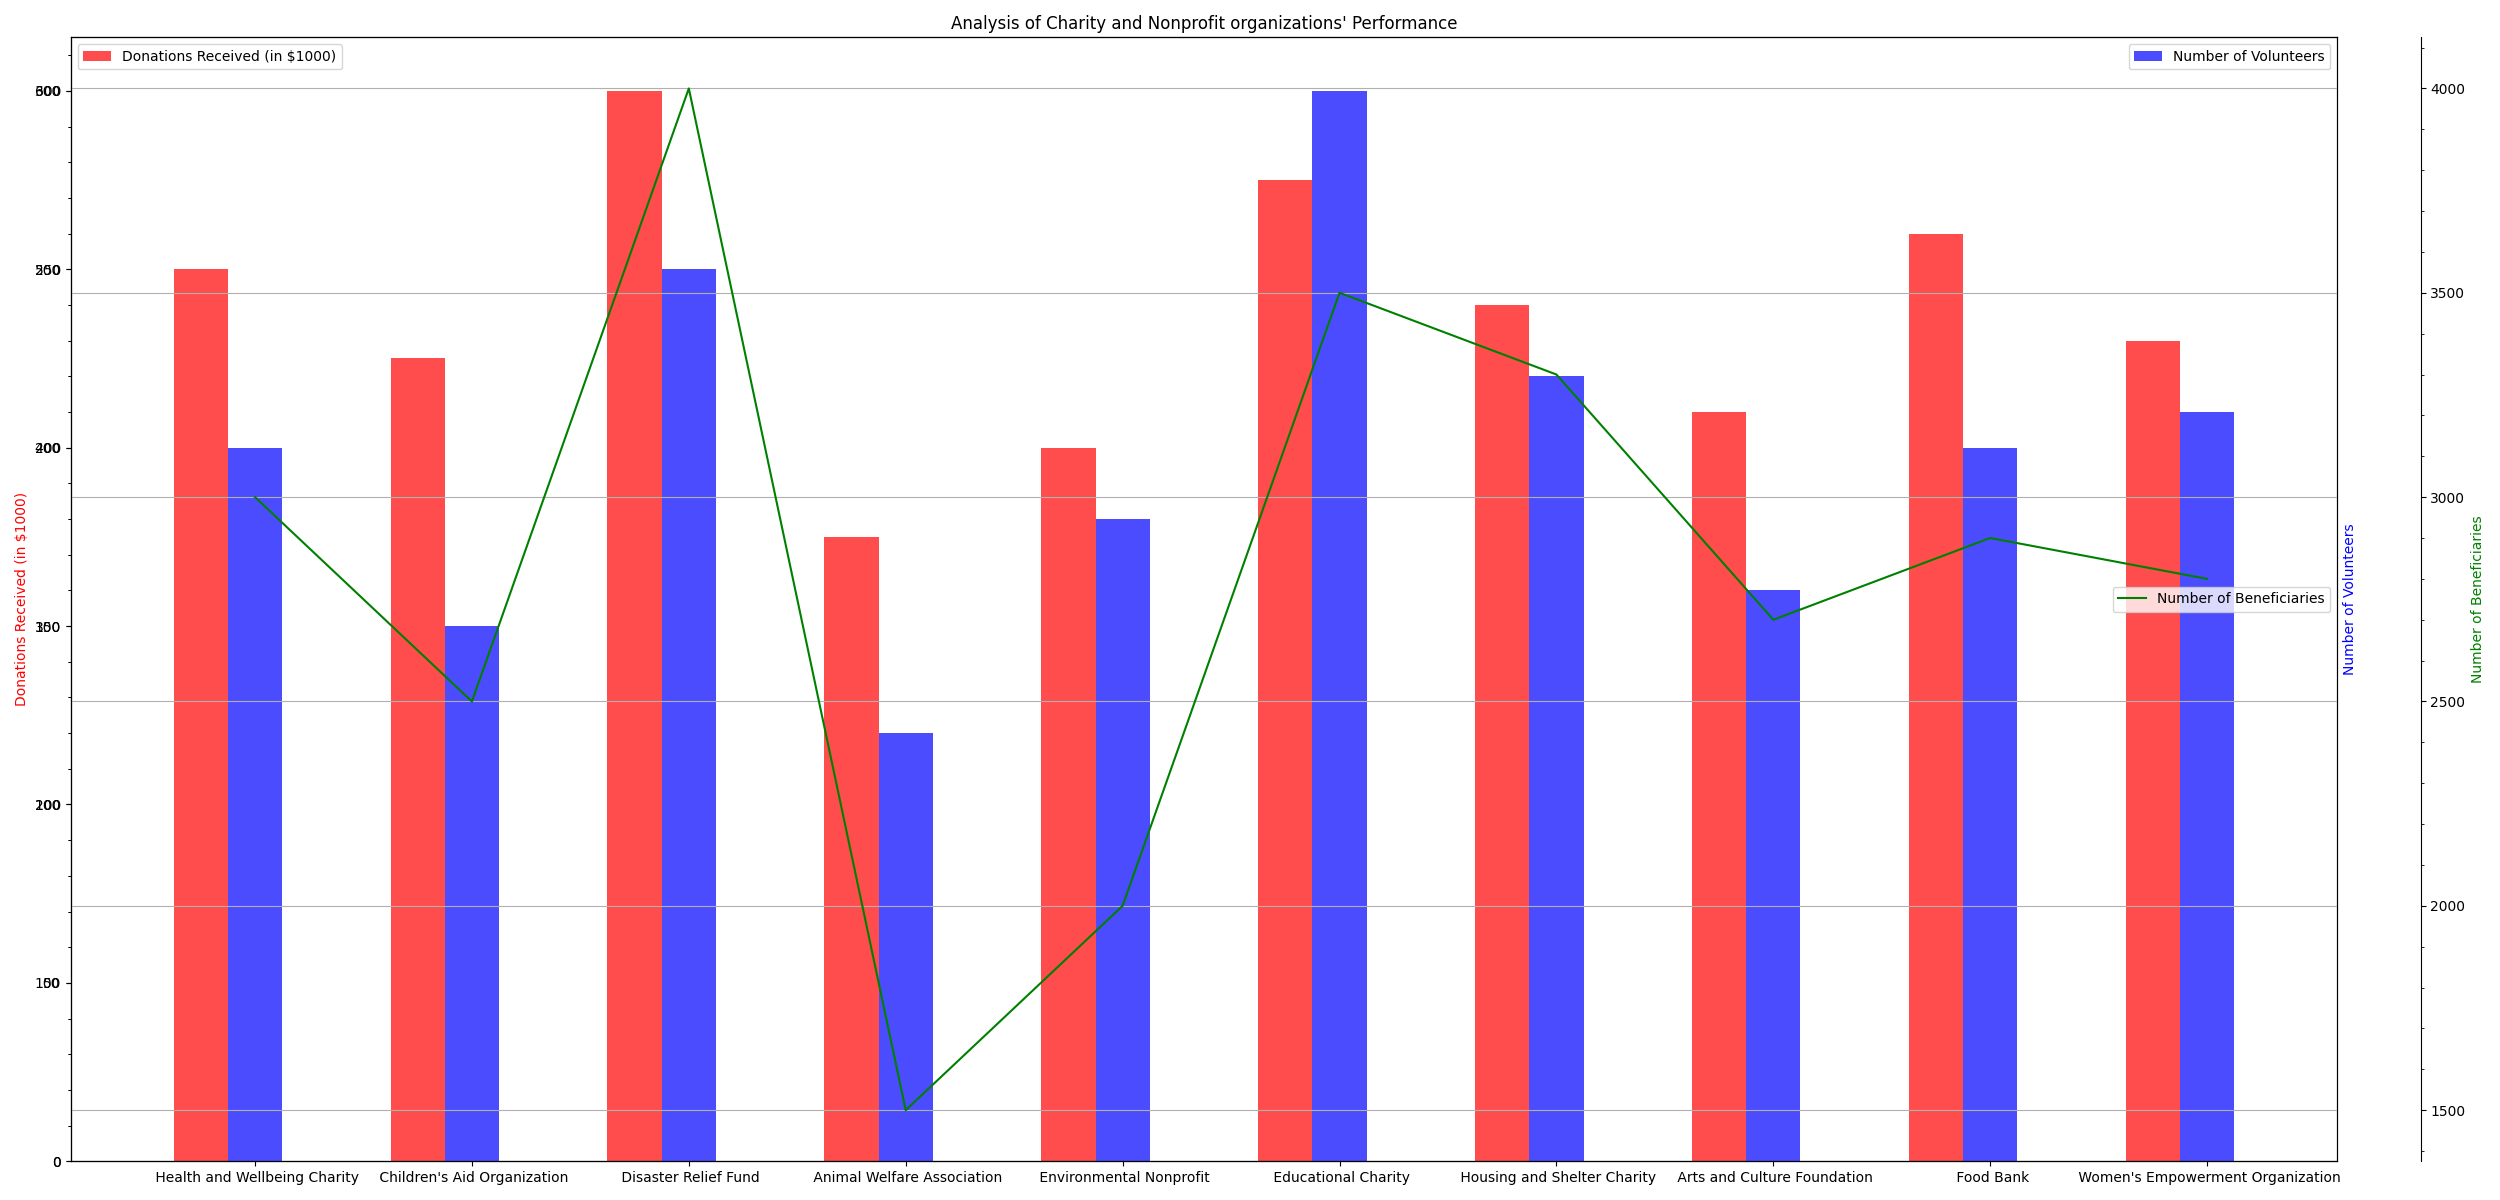 Analysis of Charity and Nonprofit organizations' Performance
Donations Received (in $1000)
Number of Volunteers
Donations Received (in $1000)
0
4000
3500
3000
2500
2000
1500
Number of Volunteers
Number of Beneficiaries
Number of Beneficiaries
Health and Wellbeing Charity
Children's Aid Organization
Disaster Relief Fund
Animal Welfare Association
Environmental Nonprofit
Educational Charity
Housing and Shelter Charity
Arts and Culture Foundation
Food Bank
Women's Empowerment Organization